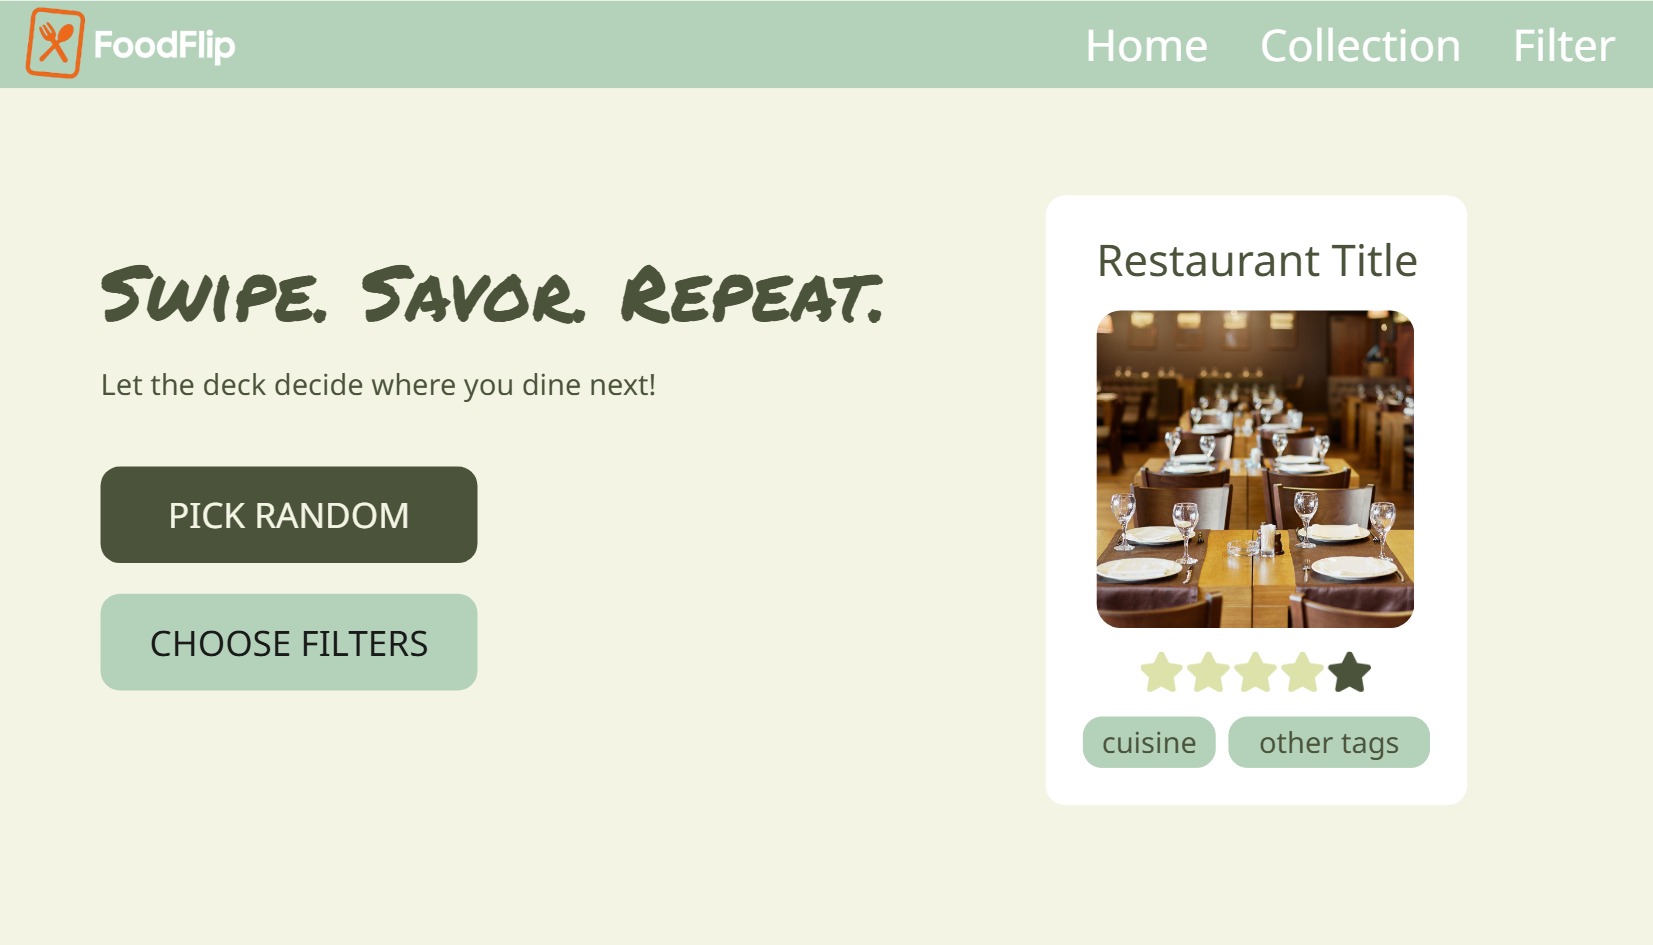 FoodFlip
Home Collection Filter
Swipe. Savor. Repeat.
Let the deck decide where you dine next!
PICK RANDOM
CHOOSE FILTERS
Restaurant Title
cuisine
other tags